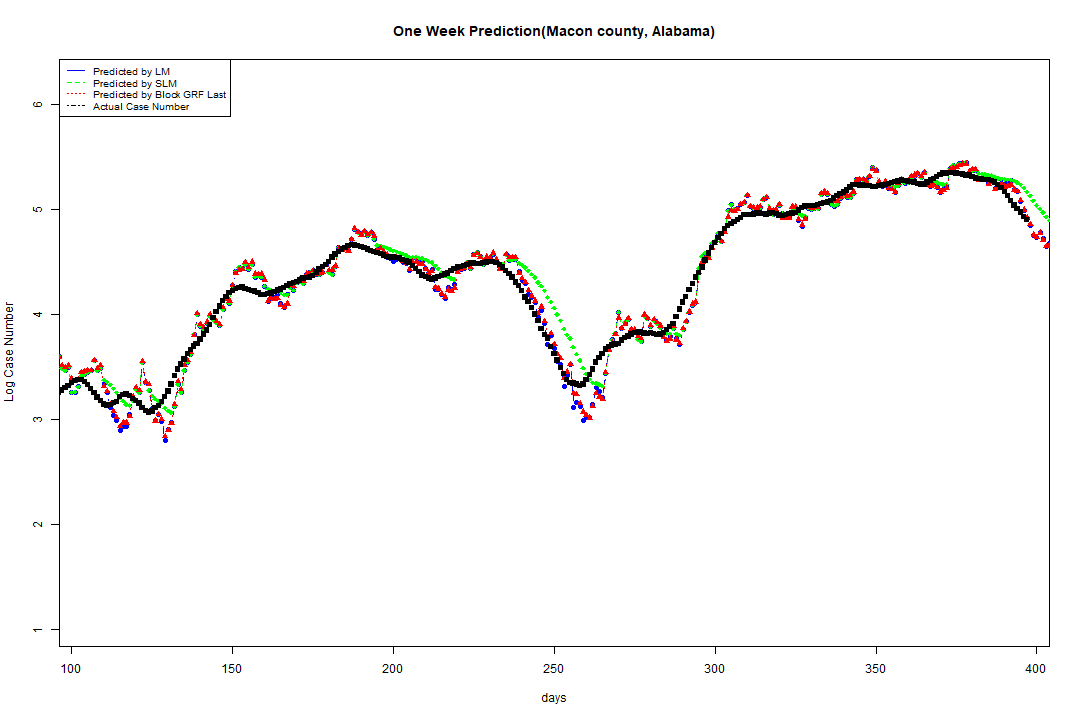 One Week Prediction(Macon county, Alabama)
Predicted by LM
Predicted by SLM
Predicted by Block GRF Last
Actual Case Number
6
5
4
3
2
1
Log Case Number
100 150 200 250 300 350 400
days